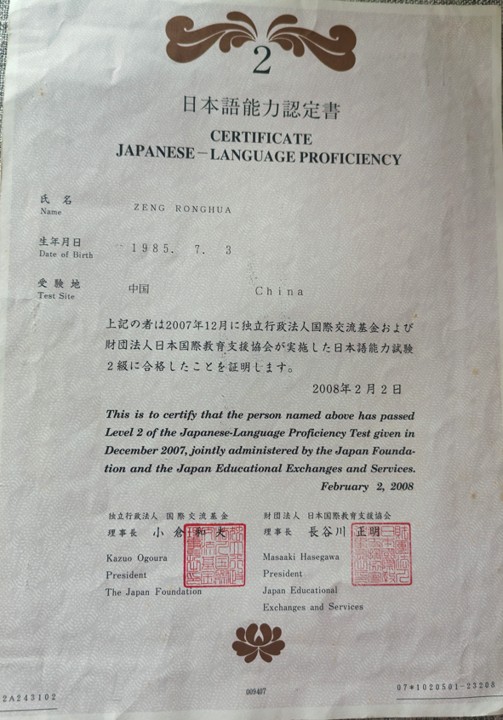 2
日本語能力認定書
CERTIFICATE
JAPANESE－LANGUAGE PROFICIENCY
氏 名
Name
ZENG RONGHUA
生年月日
Date of Birth
1985. 7. 3
受験地
Test Site
中国 China
上記の者は2007年12月に独立行政法人国際交流基金および
財団法人日本国際教育支援協会が実施した日本語能力試験
２級に合格したことを証明します。
2008年２月２日
This is to certify that the person named above has passed
Level 2 of the Japanese-Language Proficiency Test given in
December 2007, jointly administered by the Japan Founda-
tion and the Japan Educational Exchanges and Services.
February 2, 2008
独立行政法人 国際交流基金
理事長 小 倉 和 夫
Kazuo Ogoura
President
The Japan Foundation
財団法人 日本国際教育支援協会
理事長 長谷川 正明
Masaaki Hasegawa
President
Japan Educational
Exchanges and Services
2A243102
009407
07*1020501-23208